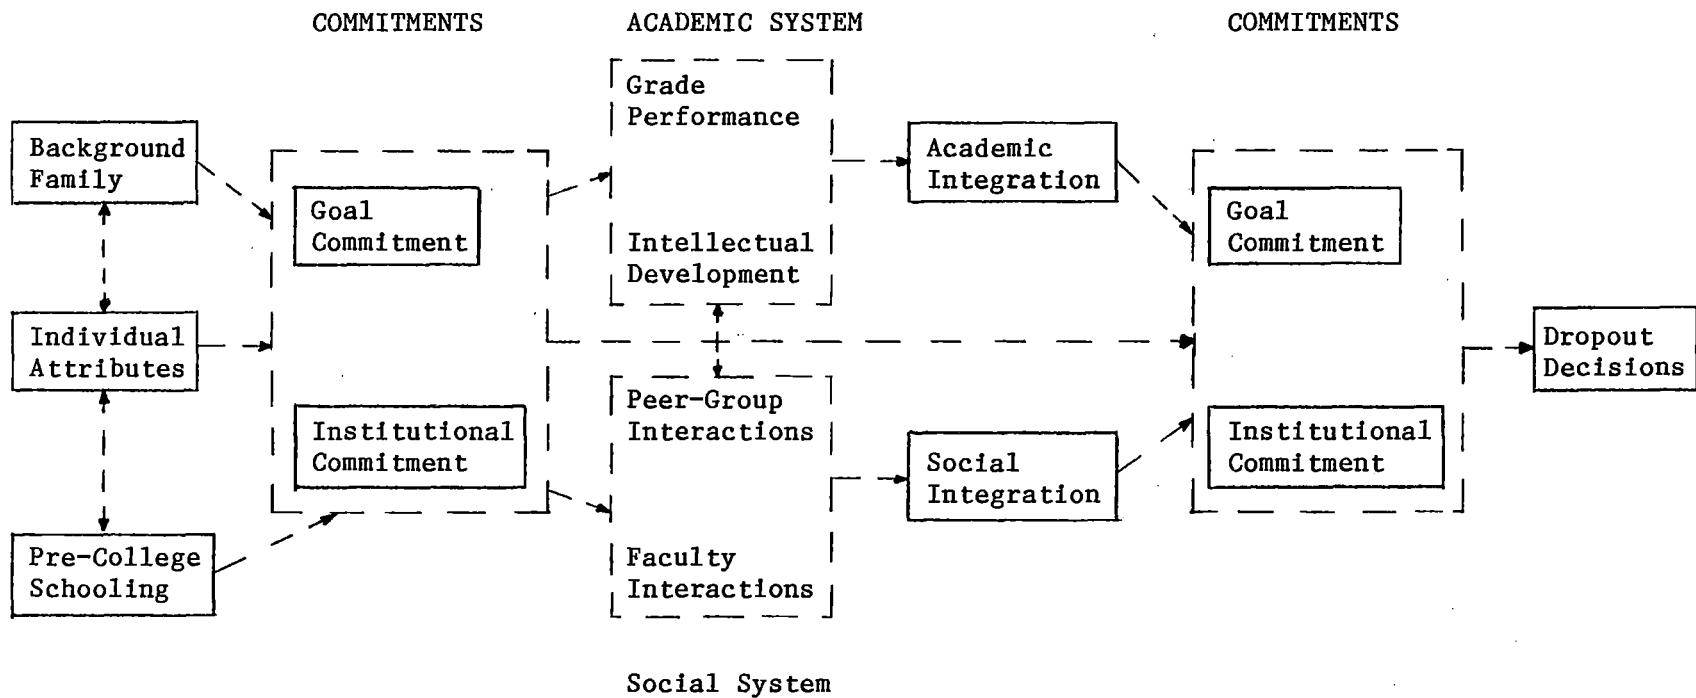 COMMITMENTS
ACADEMIC SYSTEM
COMMITMENTS
Background
Family
Individual
Attributes
Pre-College
Schooling
Goal
Commitment
Institutional
Commitment
Grade
Performance
Intellectual
Development
Peer-Group
Interactions
Faculty
Interactions
Social System
Academic
Integration
Social
Integration
Goal
Commitment
Institutional
Commitment
Dropout
Decisions